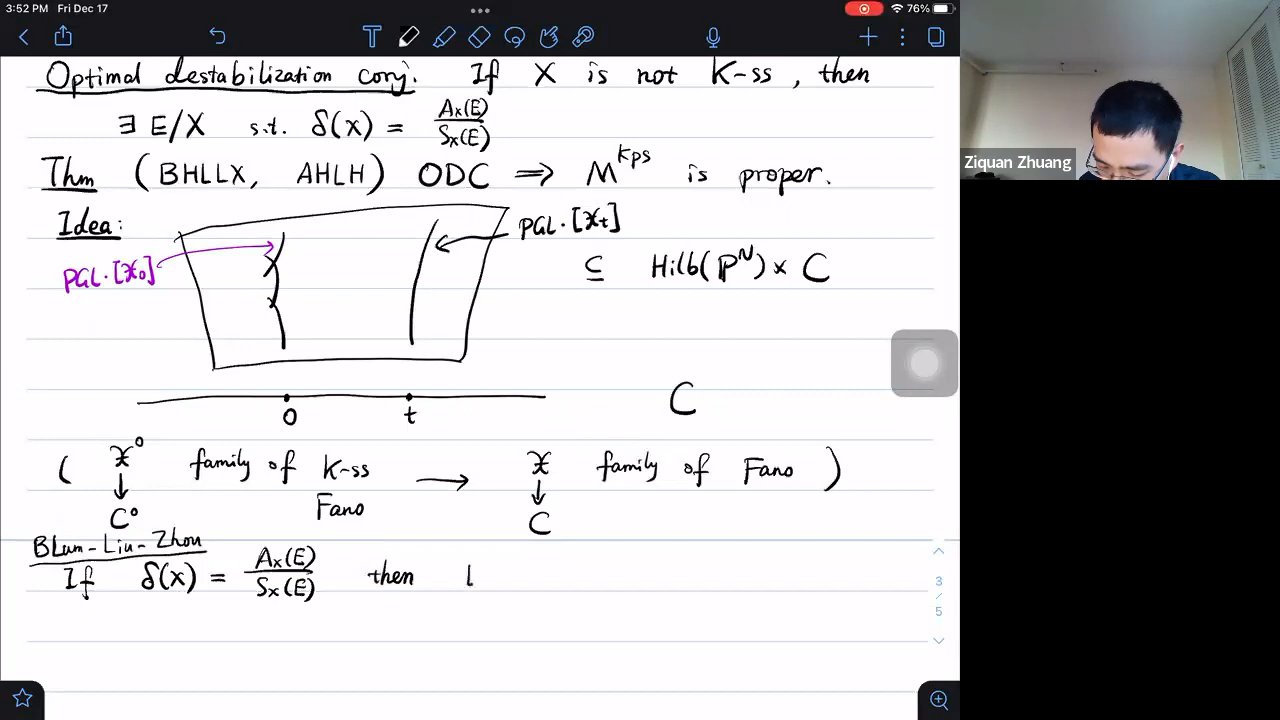 3:52 PM Fri Dec 17
76%
Optimal destabilization conj. If X is not K-ss, then
∃ E/X s.t. δ(X) = A_X(E)/S_X(E)
Thm (BHLLX, AHLH) ODC ⟹ M^Kps is proper.
Idea:
PGL·[𝒳_t]
PGL·[𝒳_0]
⊆ Hilb(P^N) × C
C
0 t
( 𝒳° family of K-ss → 𝒳 family of Fano )
↓ Fano ↓
C° C
Blum-Liu-Zhou
If δ(X) = A_X(E)/S_X(E) then
3
/
5
Ziquan Zhuang